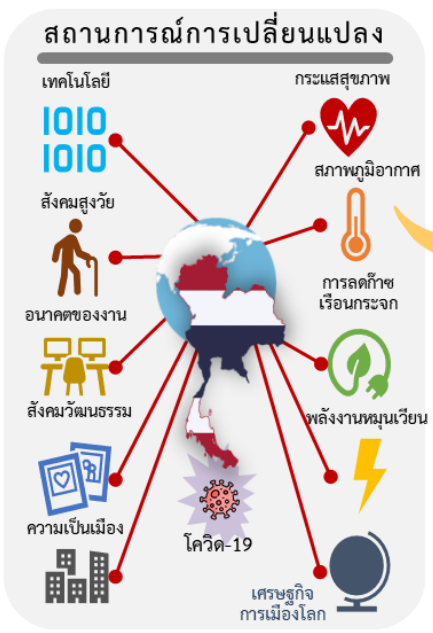 สถานการณ์การเปลี่ยนแปลง
เทคโนโลยี
1010
1010
สังคมสูงวัย
อนาคตของงาน
สังคมวัฒนธรรม
ความเป็นเมือง
กระแสสุขภาพ
สภาพภูมิอากาศ
การลดก๊าซ
เรือนกระจก
พลังงานหมุนเวียน
เศรษฐกิจ
การเมืองโลก
โควิด-19